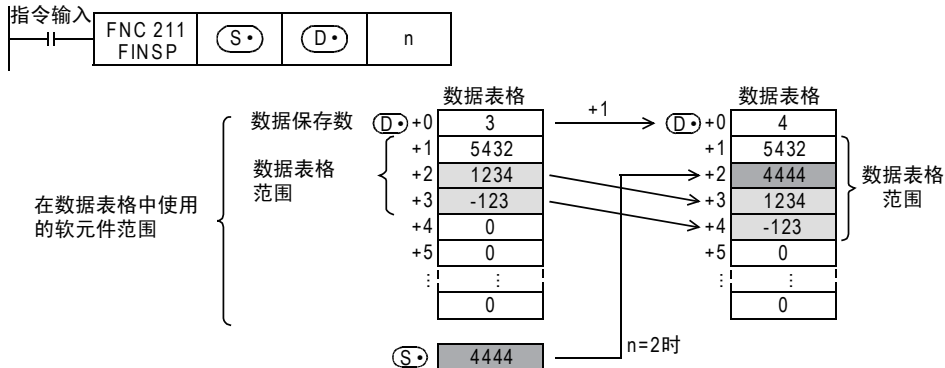 指令输入
FNC 211 FINSP S· D· n
数据表格 数据表格
数据保存数 D· +0 3 +1 D· +0 4
+1 5432 +1 5432
数据表格范围 +2 1234 +2 4444 数据表格范围
+3 -123 +3 1234
在数据表格中使用的软元件范围 +4 0 +4 -123
+5 0 +5 0
⋮ ⋮ ⋮ ⋮
0 0
S· 4444 n=2时